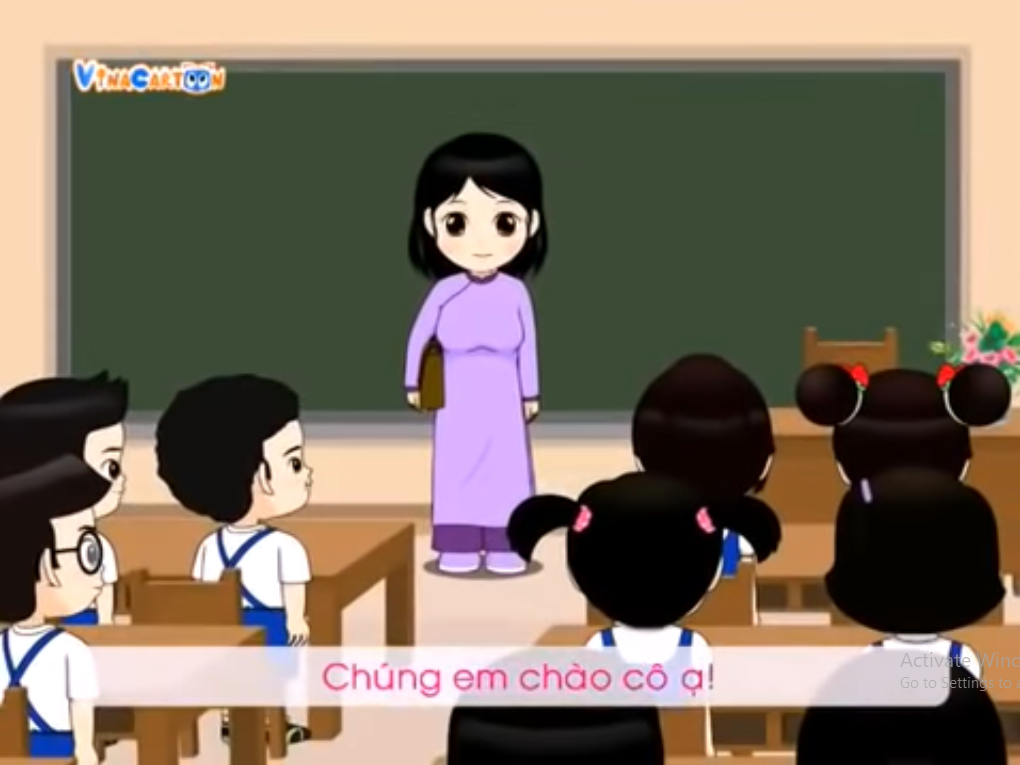 VINACARTOON
Chúng em chào cô ạ!
Activate Wind
Go to Settings to a